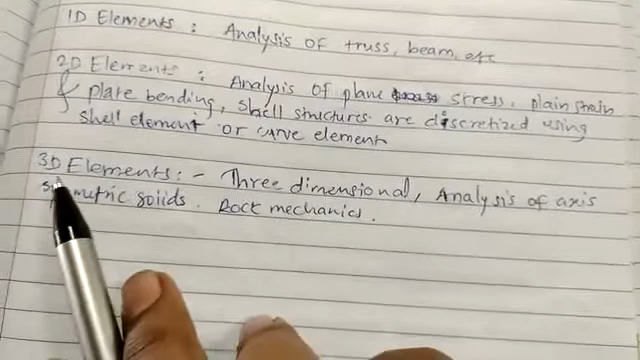 1D Elements : Analysis of truss, beam, etc
2D Elements : Analysis of plane stress, plain strain
& plate bending, shell structures are discretized using
shell element or curve element
3D Elements :- Three dimensional, Analysis of axis
metric solids. Rock mechanics.